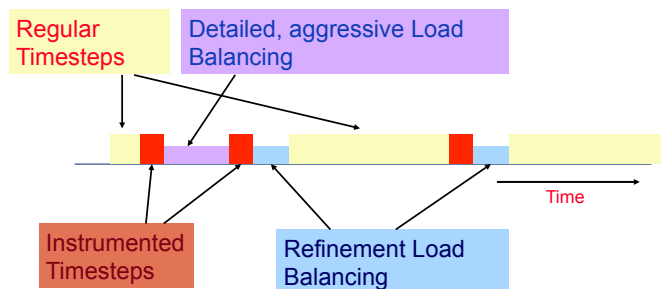 Regular
Timesteps
Detailed, aggressive Load
Balancing
Time
Instrumented
Timesteps
Refinement Load
Balancing